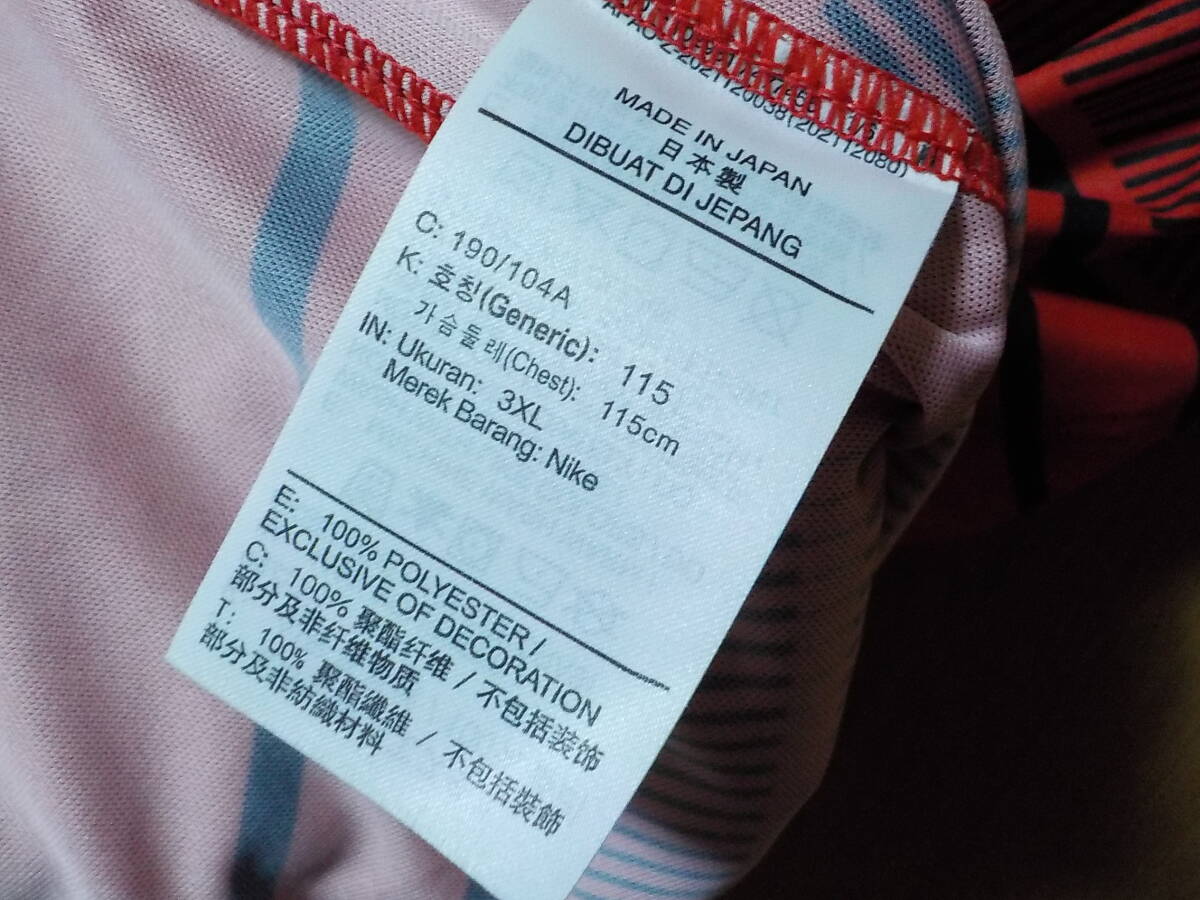 MADE IN JAPAN
日本製
DIBUAT DI JEPANG
C: 190/104A
K: 호칭(Generic): 115
가슴둘레(Chest): 115cm
IN: Ukuran: 3XL
Merek Barang: Nike
E: 100% POLYESTER /
EXCLUSIVE OF DECORATION
C: 100% 聚酯纤维 / 不包括装饰
部分及非纤维物质
T: 100% 聚酯纖維 / 不包括裝飾
部分及非紡織材料